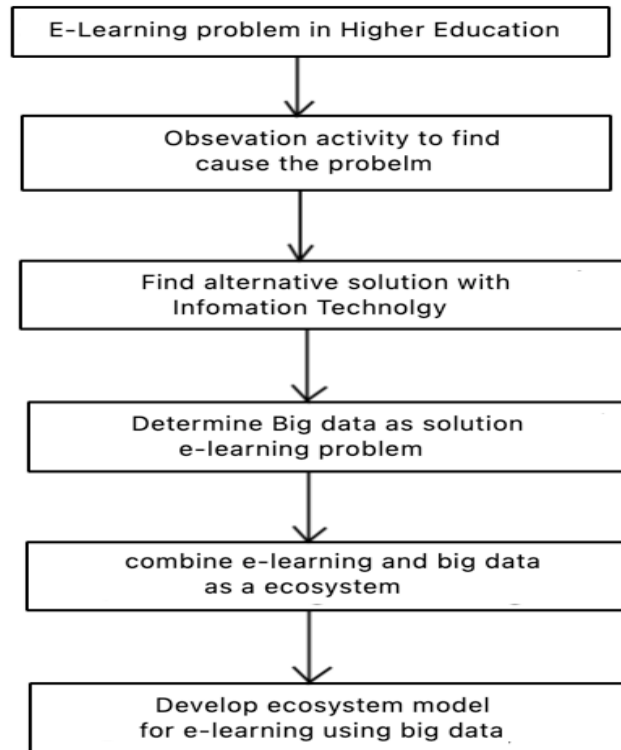 E-Learning problem in Higher Education
Obsevation activity to find
cause the probelm
Find alternative solution with
Infomation Technolgy
Determine Big data as solution
e-learning problem
combine e-learning and big data
as a ecosystem
Develop ecosystem model
for e-learning using big data